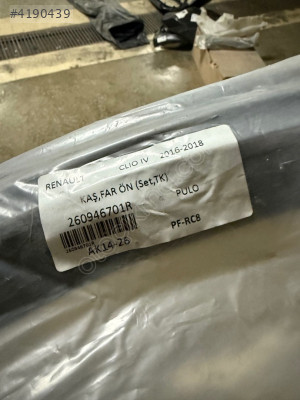 #4190439
RENAULT CLIO IV 2016-2018
KAŞ,FAR ÖN (Set,TK)
260946701R PULO
AK14-26 PF-RC8